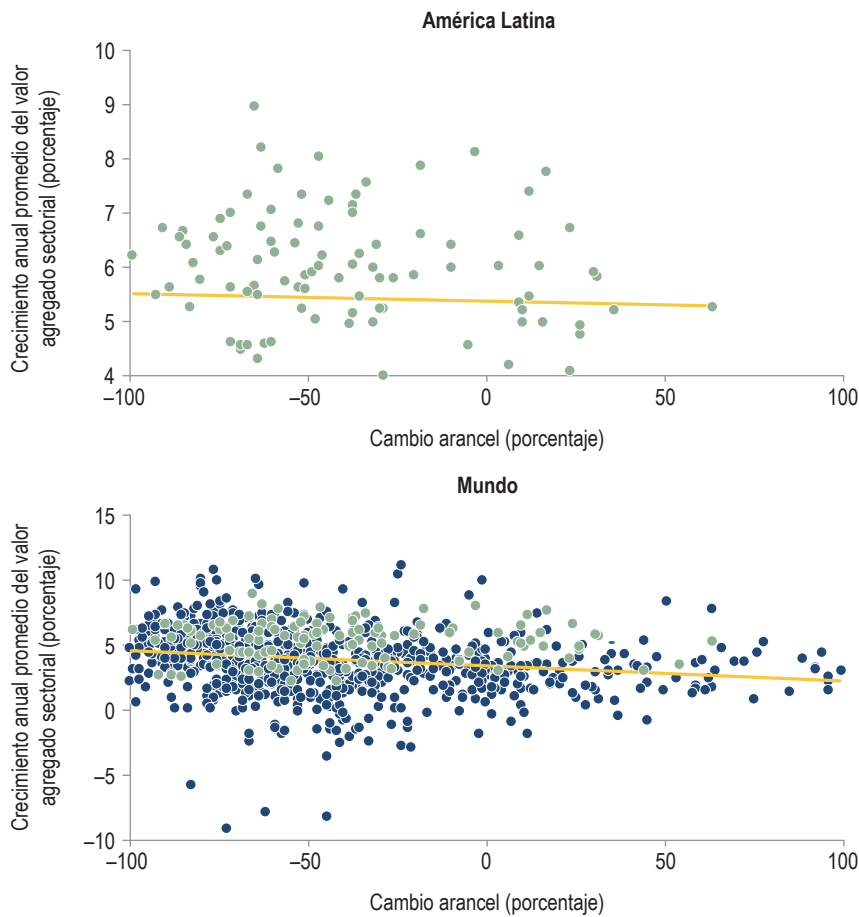 América Latina
Crecimiento anual promedio del valor
agregado sectorial (porcentaje)
10
9
8
7
6
5
4
–100
–50
0
50
100
Cambio arancel (porcentaje)
Mundo
Crecimiento anual promedio del valor
agregado sectorial (porcentaje)
15
10
5
0
–5
–10
–100
–50
0
50
100
Cambio arancel (porcentaje)